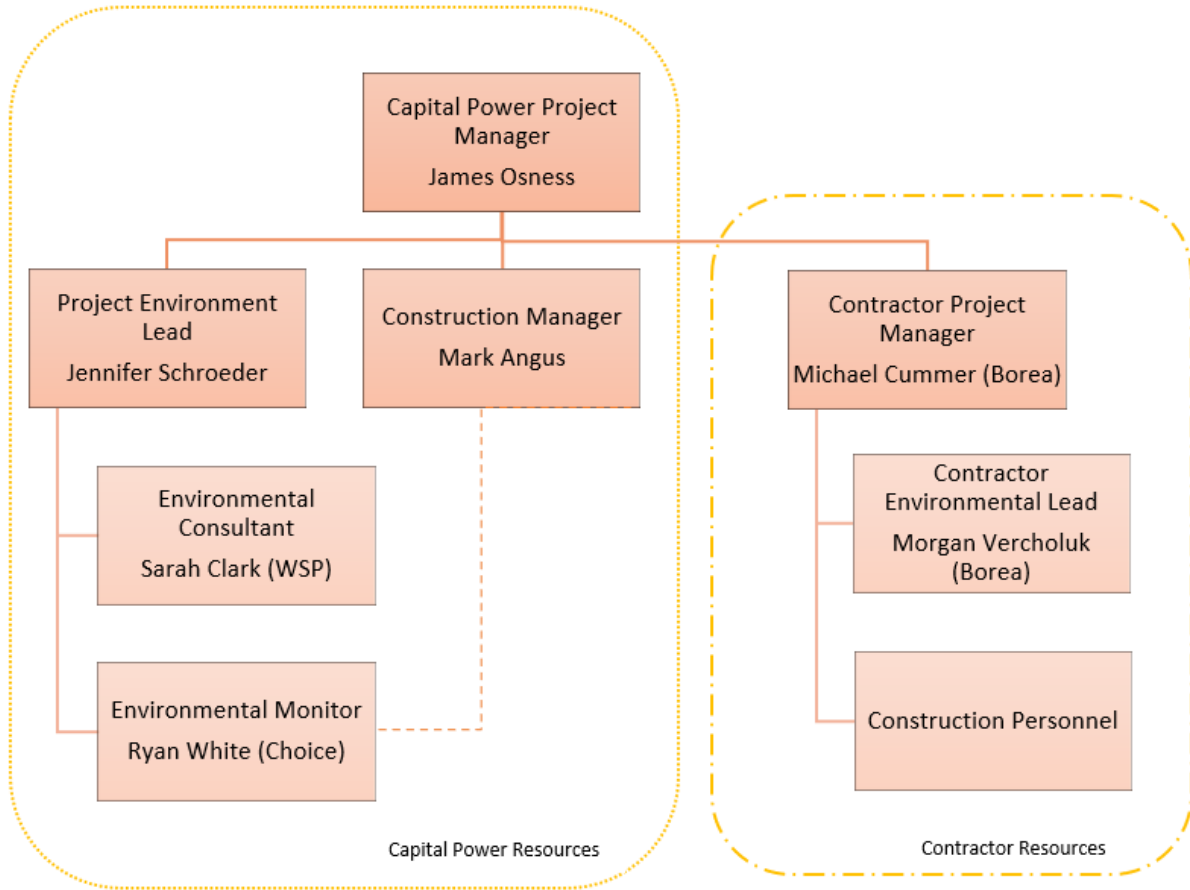 Capital Power Project
Manager
James Osness
Project Environment
Lead
Jennifer Schroeder
Construction Manager
Mark Angus
Contractor Project
Manager
Michael Cummer (Borea)
Environmental
Consultant
Sarah Clark (WSP)
Contractor
Environmental Lead
Morgan Vercholuk
(Borea)
Environmental Monitor
Ryan White (Choice)
Construction Personnel
Capital Power Resources
Contractor Resources